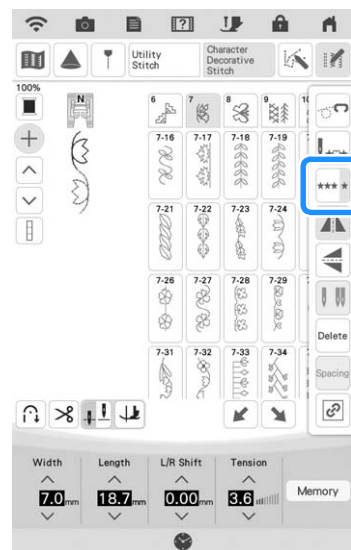 Utility
Stitch
Character
Decorative
Stitch
100%
N
6 7 8 9
7-16 7-17 7-18 7-19
7-21 7-22 7-23 7-24
7-26 7-27 7-28 7-29
7-31 7-32 7-33 7-34
Delete
Spacing
Width Length L/R Shift Tension
7.0 mm 18.7 mm 0.00 mm 3.6
Memory